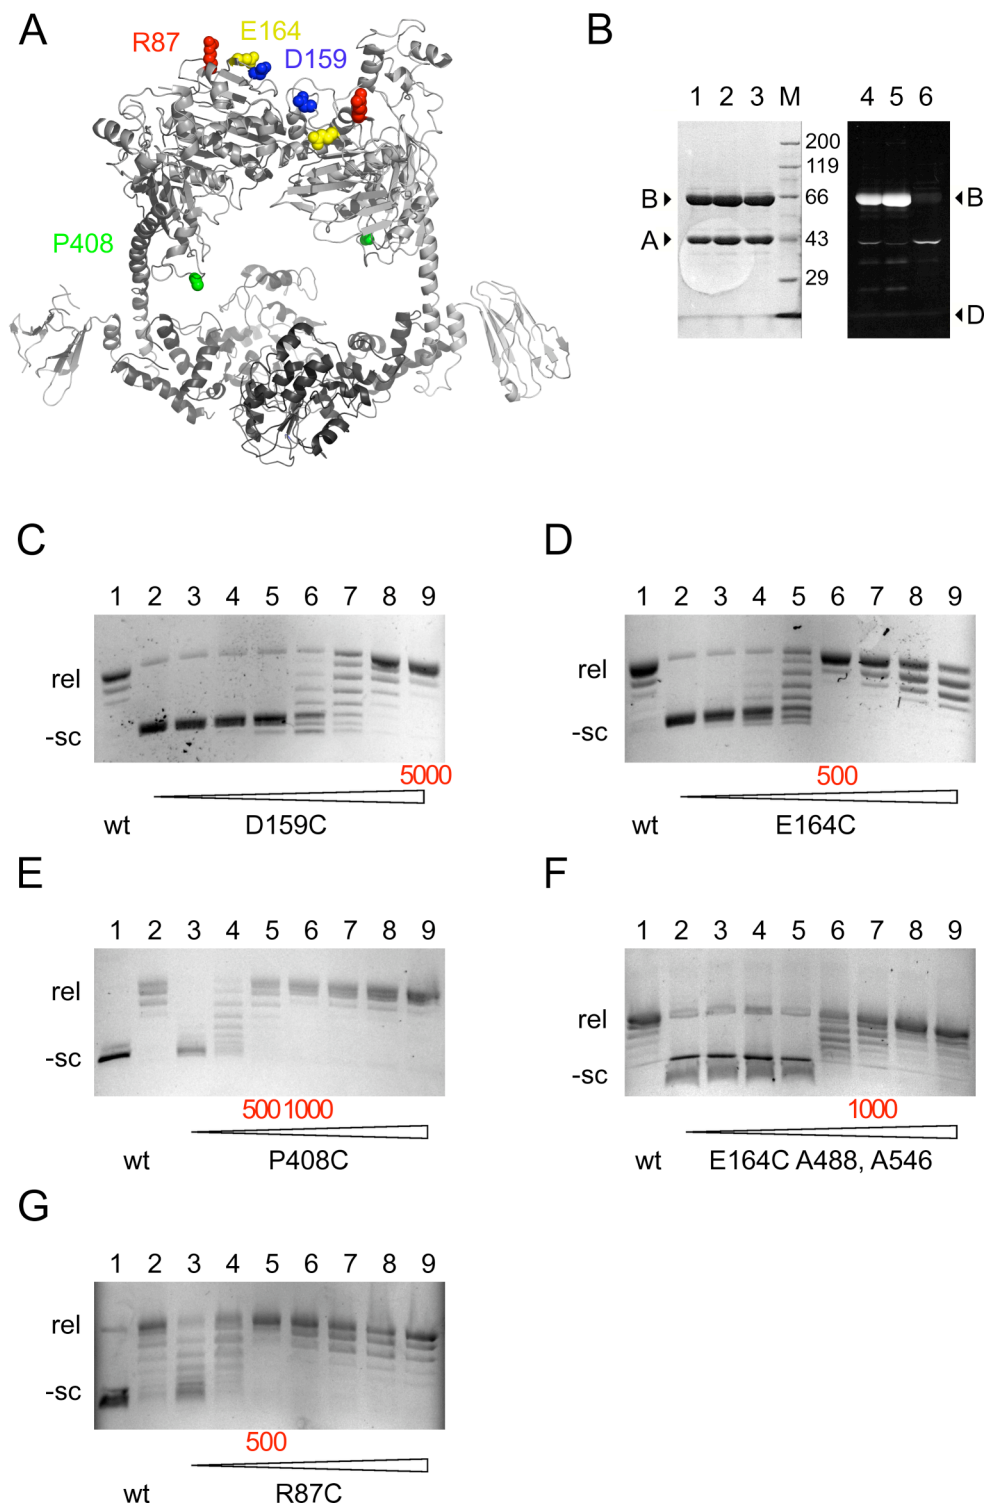 A
R87
E164
D159
P408
B
1 2 3 M
4 5 6
200
119
66
43
29
B
A
B
D
C
1 2 3 4 5 6 7 8 9
rel
-sc
5000
wt
D159C
D
1 2 3 4 5 6 7 8 9
rel
-sc
500
wt
E164C
E
1 2 3 4 5 6 7 8 9
rel
-sc
500 1000
wt
P408C
F
1 2 3 4 5 6 7 8 9
rel
-sc
1000
wt
E164C A488, A546
G
1 2 3 4 5 6 7 8 9
rel
-sc
500
wt
R87C